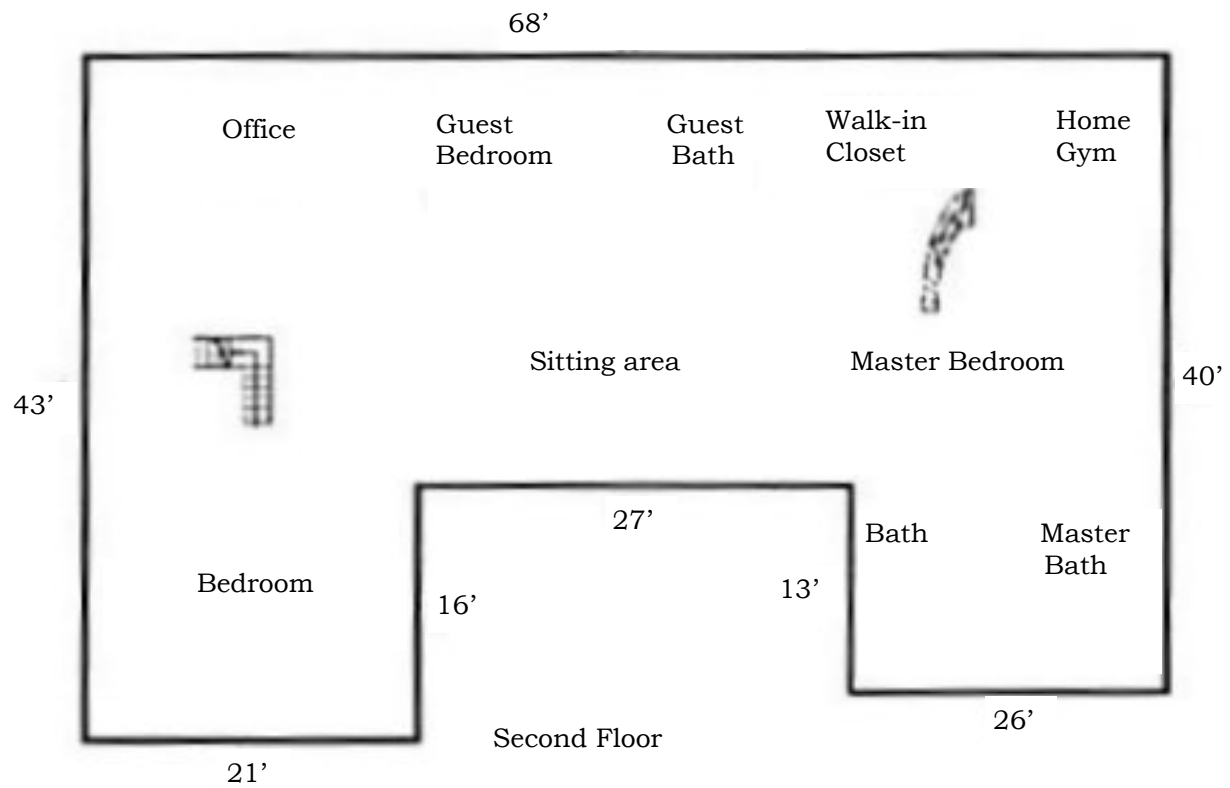 68’
Office
Guest
Bedroom
Guest
Bath
Walk-in
Closet
Home
Gym
43’
Sitting area
Master Bedroom
40’
27’
Bath
Master
Bath
Bedroom
16’
13’
26’
Second Floor
21’